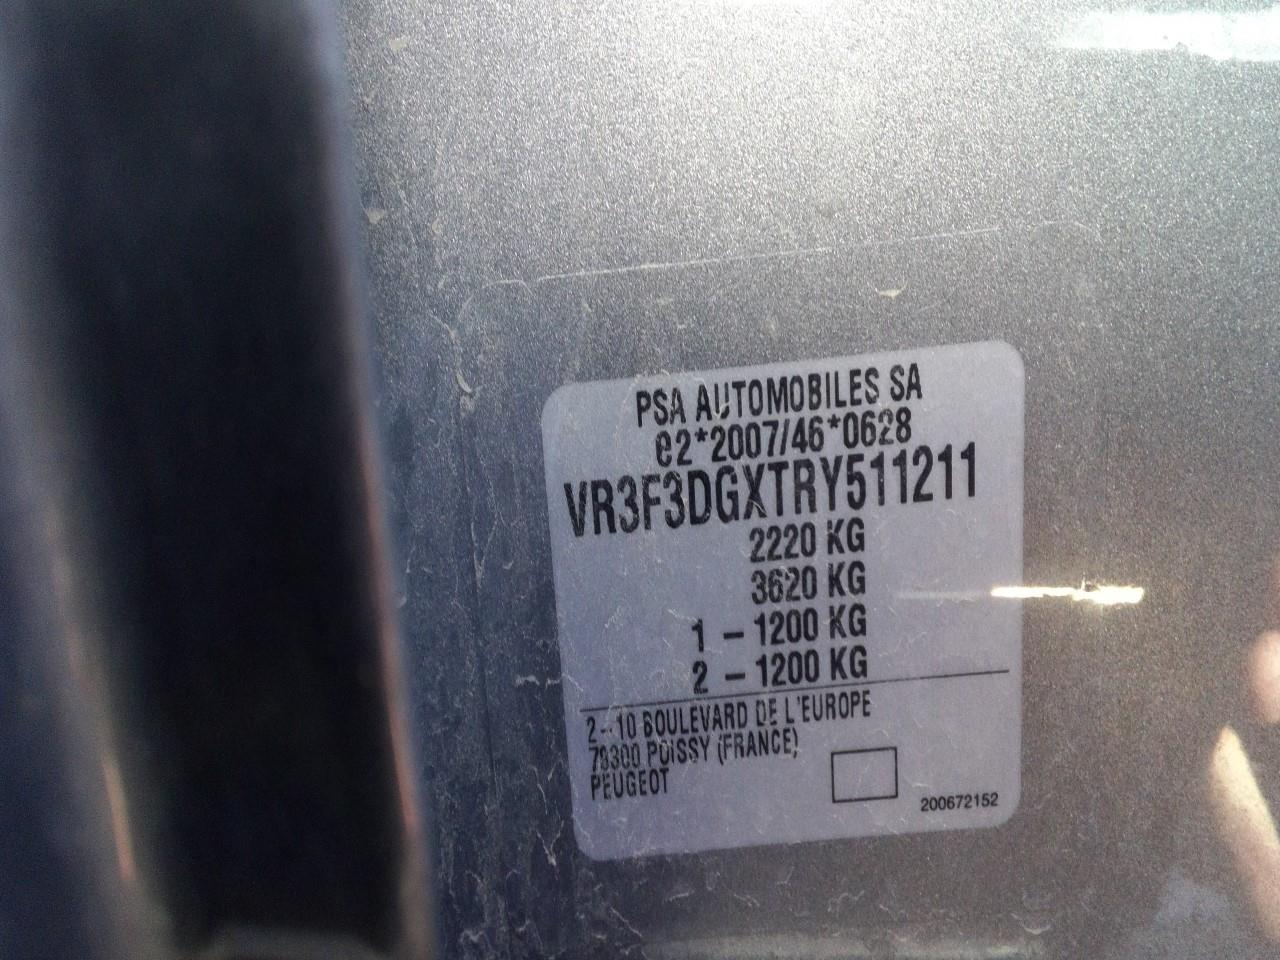 PSA AUTOMOBILES SA
e2*2007/46*0628
VR3F3DGXTRY511211
2220 KG
3620 KG
1 - 1200 KG
2 - 1200 KG
2 - 10 BOULEVARD DE L'EUROPE
78300 POISSY (FRANCE)
PEUGEOT
200672152